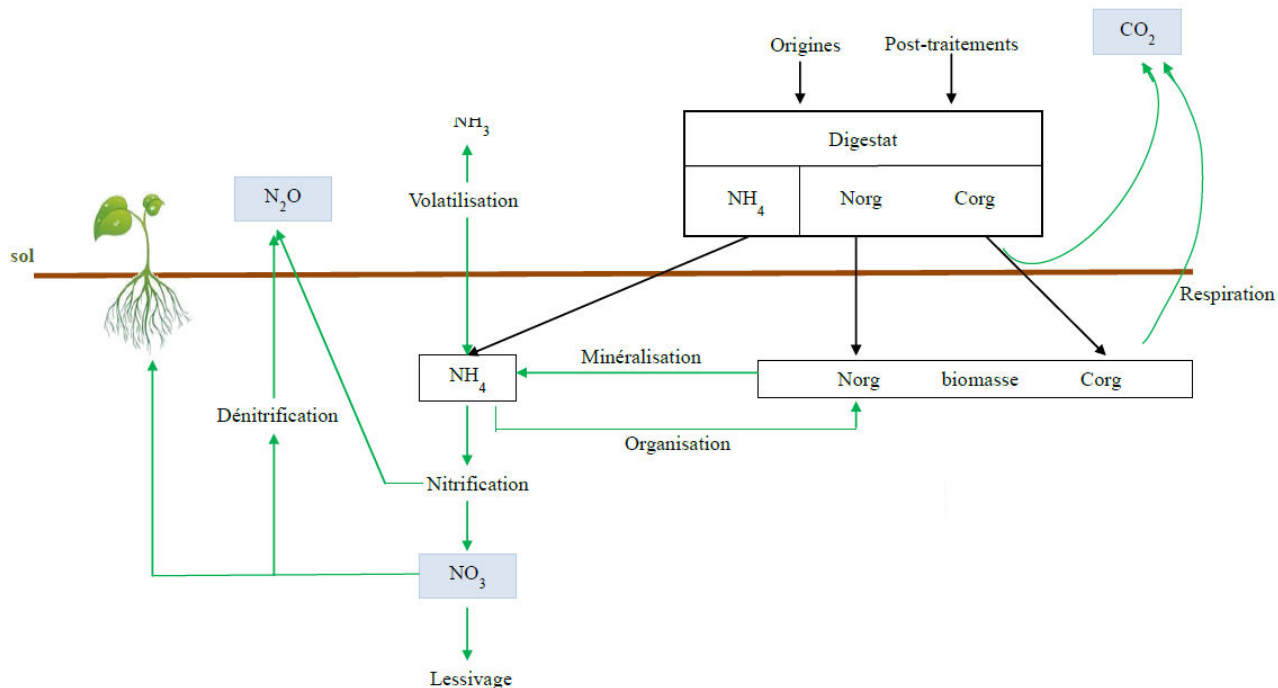 CO₂
Origines
Post-traitements
NH₃
Digestat
N₂O
Volatilisation
NH₄
Norg
Corg
sol
Respiration
Minéralisation
NH₄
Norg
biomasse
Corg
Dénitrification
Organisation
Nitrification
NO₃
Lessivage